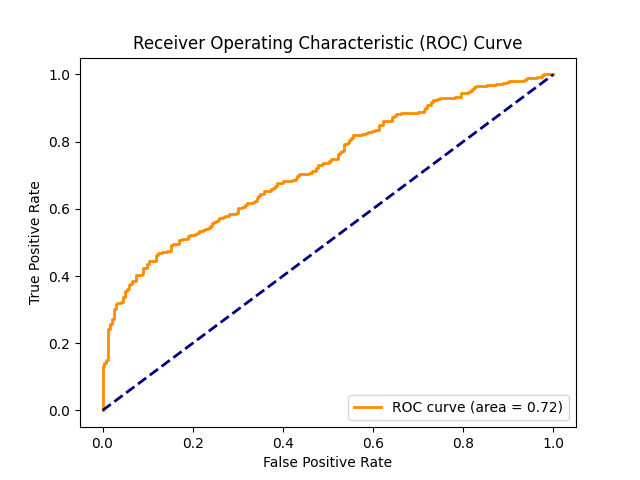 Receiver Operating Characteristic (ROC) Curve
1.0
0.8
0.6
0.4
0.2
0.0
True Positive Rate
ROC curve (area = 0.72)
0.0 0.2 0.4 0.6 0.8 1.0
False Positive Rate